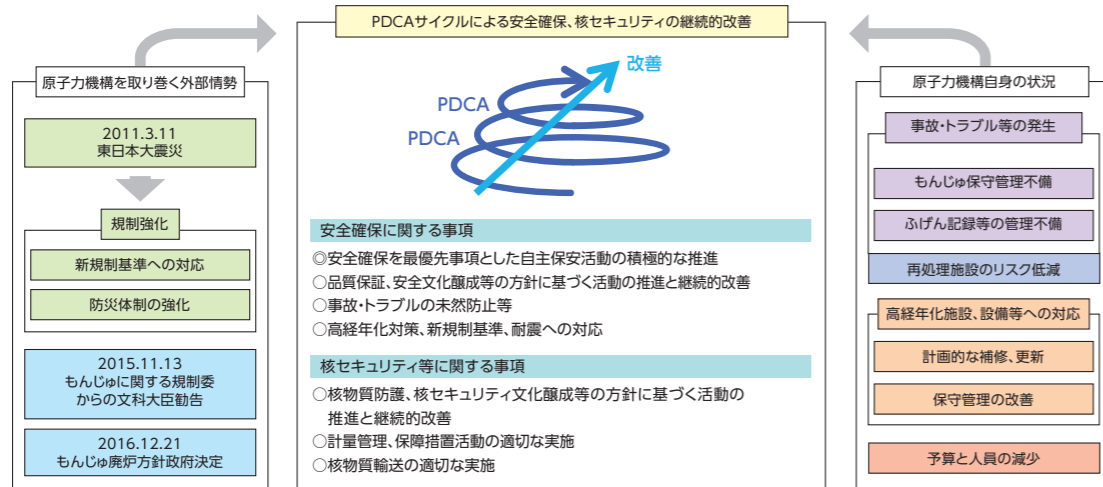 PDCAサイクルによる安全確保、核セキュリティの継続的改善
原子力機構を取り巻く外部情勢
2011.3.11
東日本大震災
規制強化
新規制基準への対応
防災体制の強化
2015.11.13
もんじゅに関する規制委
からの文科大臣勧告
2016.12.21
もんじゅ廃炉方針政府決定
改善
PDCA
PDCA
安全確保に関する事項
◎安全確保を最優先事項とした自主保安活動の積極的な推進
○品質保証、安全文化醸成等の方針に基づく活動の推進と継続的改善
○事故・トラブルの未然防止等
○高経年化対策、新規制基準、耐震への対応
核セキュリティ等に関する事項
○核物質防護、核セキュリティ文化醸成等の方針に基づく活動の
推進と継続的改善
○計量管理、保障措置活動の適切な実施
○核物質輸送の適切な実施
原子力機構自身の状況
事故・トラブル等の発生
もんじゅ保守管理不備
ふげん記録等の管理不備
再処理施設のリスク低減
高経年化施設、設備等への対応
計画的な補修、更新
保守管理の改善
予算と人員の減少